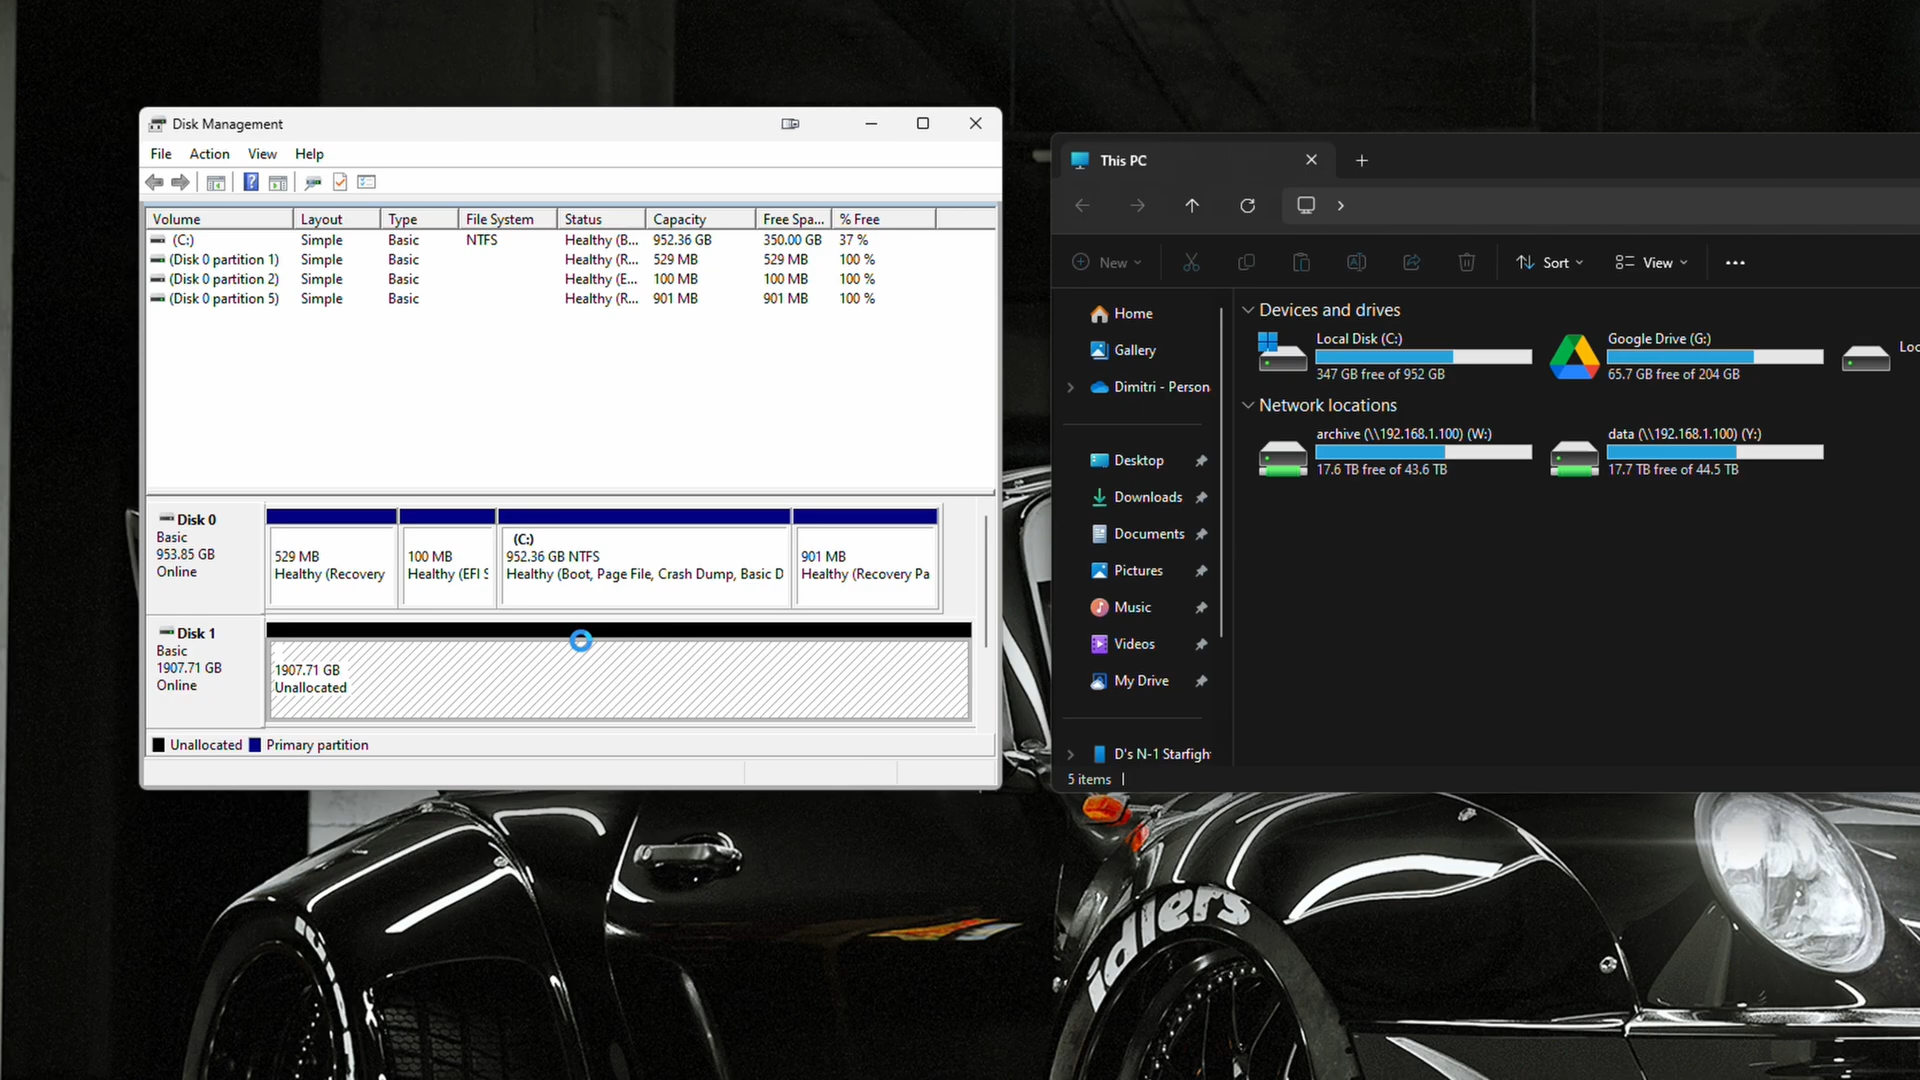 Disk Management
File Action View Help
Volume Layout Type File System Status Capacity Free Spa... % Free
(C:) Simple Basic NTFS Healthy (B... 952.36 GB 350.00 GB 37 %
(Disk 0 partition 1) Simple Basic Healthy (R... 529 MB 529 MB 100 %
(Disk 0 partition 2) Simple Basic Healthy (E... 100 MB 100 MB 100 %
(Disk 0 partition 5) Simple Basic Healthy (R... 901 MB 901 MB 100 %
Disk 0
Basic
953.85 GB
Online
529 MB
Healthy (Recovery
100 MB
Healthy (EFI S
(C:)
952.36 GB NTFS
Healthy (Boot, Page File, Crash Dump, Basic D
901 MB
Healthy (Recovery Pa
Disk 1
Basic
1907.71 GB
Online
1907.71 GB
Unallocated
Unallocated Primary partition
This PC
New Sort View
Home
Gallery
Dimitri - Person
Desktop
Downloads
Documents
Pictures
Music
Videos
My Drive
D's N-1 Starfigh
Devices and drives
Local Disk (C:)
347 GB free of 952 GB
Google Drive (G:)
65.7 GB free of 204 GB
Loc
Network locations
archive (\\192.168.1.100) (W:)
17.6 TB free of 43.6 TB
data (\\192.168.1.100) (Y:)
17.7 TB free of 44.5 TB
5 items
idlers